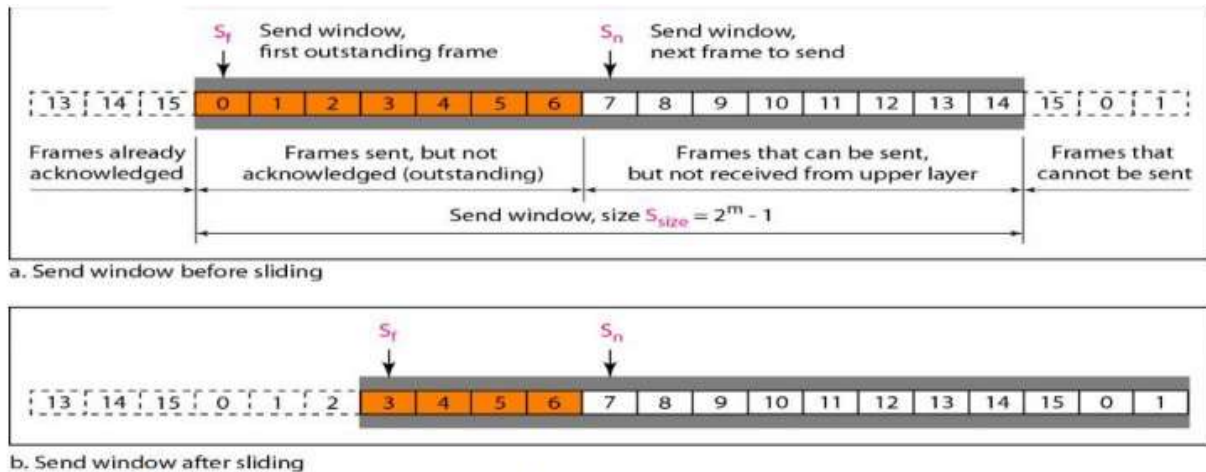 Sf Send window, first outstanding frame
Sn Send window, next frame to send
13 14 15 0 1 2 3 4 5 6 7 8 9 10 11 12 13 14 15 0 1
Frames already acknowledged
Frames sent, but not acknowledged (outstanding)
Frames that can be sent, but not received from upper layer
Frames that cannot be sent
Send window, size Ssize = 2^m - 1
a. Send window before sliding
Sf Sn
13 14 15 0 1 2 3 4 5 6 7 8 9 10 11 12 13 14 15 0 1
b. Send window after sliding